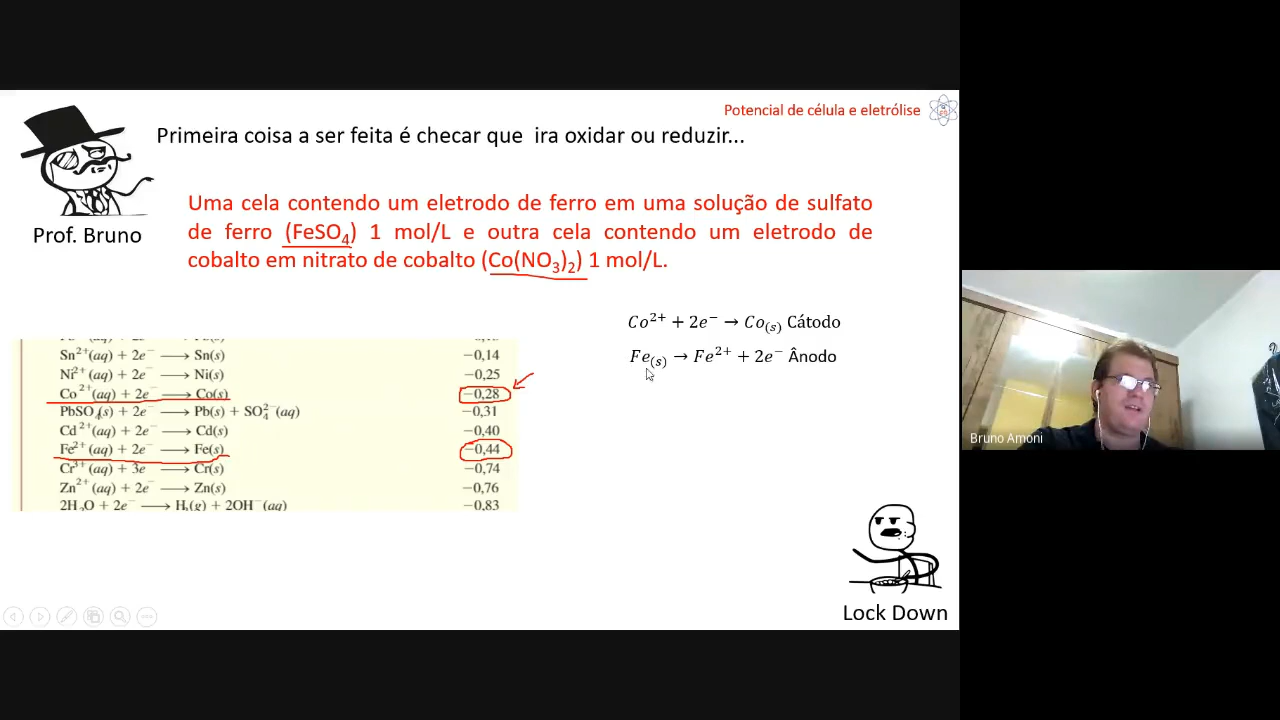 Potencial de célula e eletrólise
Primeira coisa a ser feita é checar que ira oxidar ou reduzir...
Prof. Bruno
Uma cela contendo um eletrodo de ferro em uma solução de sulfato
de ferro (FeSO₄) 1 mol/L e outra cela contendo um eletrodo de
cobalto em nitrato de cobalto (Co(NO₃)₂) 1 mol/L.
Co²⁺ + 2e⁻ → Co₍s₎ Cátodo
Fe₍s₎ → Fe²⁺ + 2e⁻ Ânodo
Sn²⁺(aq) + 2e⁻ ⟶ Sn(s) −0,14
Ni²⁺(aq) + 2e⁻ ⟶ Ni(s) −0,25
Co²⁺(aq) + 2e⁻ ⟶ Co(s) −0,28
PbSO₄(s) + 2e⁻ ⟶ Pb(s) + SO₄²⁻(aq) −0,31
Cd²⁺(aq) + 2e⁻ ⟶ Cd(s) −0,40
Fe²⁺(aq) + 2e⁻ ⟶ Fe(s) −0,44
Cr³⁺(aq) + 3e⁻ ⟶ Cr(s) −0,74
Zn²⁺(aq) + 2e⁻ ⟶ Zn(s) −0,76
2H₂O + 2e⁻ ⟶ H₂(g) + 2OH⁻(aq) −0,83
Bruno Amoni
Lock Down